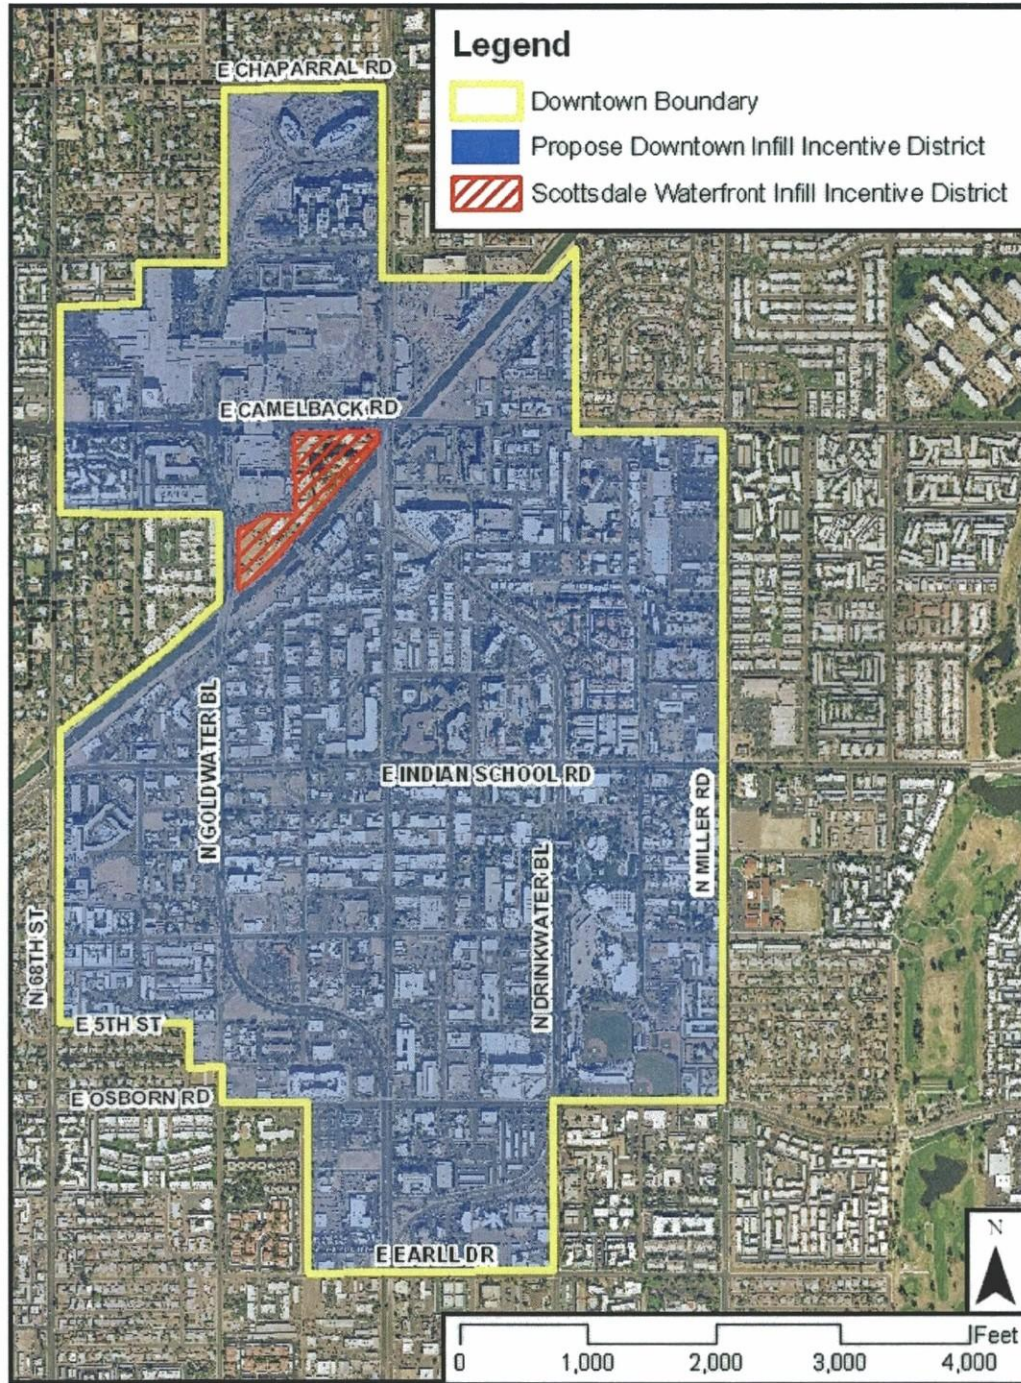 Legend
Downtown Boundary
Propose Downtown Infill Incentive District
Scottsdale Waterfront Infill Incentive District
E CHAPARRAL RD
E CAMELBACK RD
N GOLDWATER BL
E INDIAN SCHOOL RD
N MILLER RD
N DRINKWATER BL
N 68TH ST
E 5TH ST
E OSBORN RD
E EARLL DR
N
Feet
0 1,000 2,000 3,000 4,000